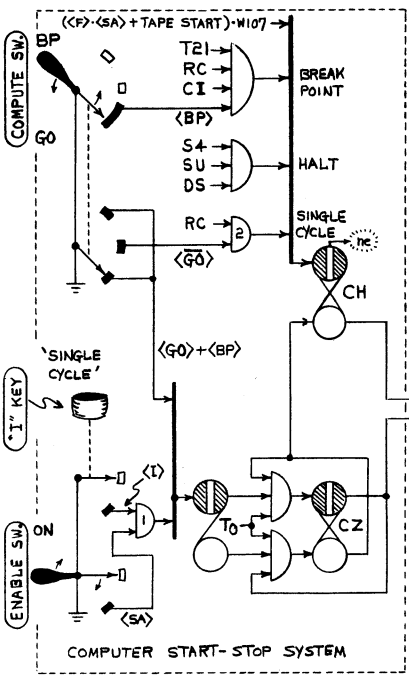 (⟨F⟩·⟨SA⟩ + TAPE START)·W107
COMPUTE SW.
BP
GO
T21
RC
CI
⟨BP⟩
BREAK
POINT
S4
SU
DS
HALT
RC
2
⟨G̅O̅⟩
SINGLE
CYCLE
ne
CH
⟨GO⟩+⟨BP⟩
'SINGLE
CYCLE'
"I" KEY
⟨I⟩
1
ENABLE SW.
ON
⟨SA⟩
T0
CZ
COMPUTER START-STOP SYSTEM